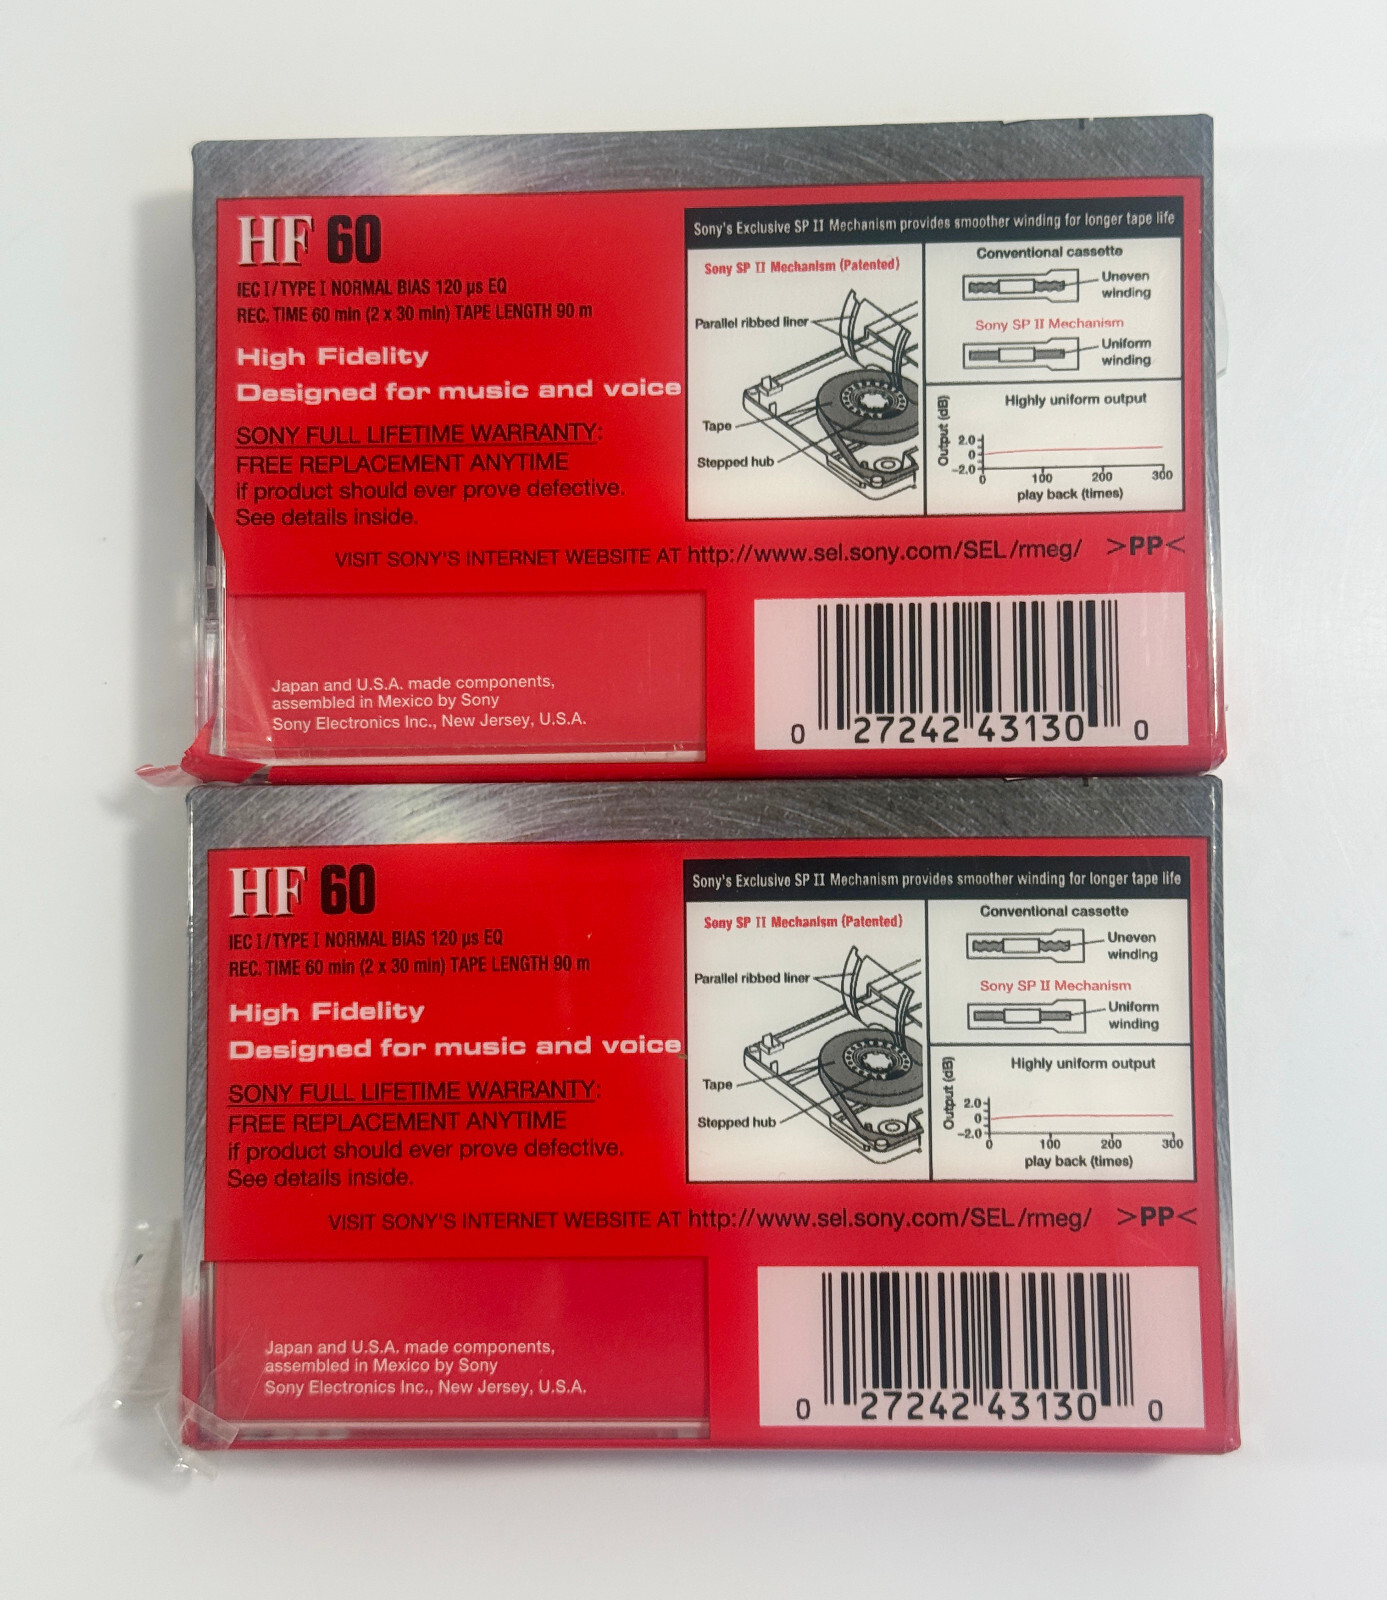 HF 60
IEC I/TYPE I NORMAL BIAS 120 µs EQ
REC. TIME 60 min (2 x 30 min) TAPE LENGTH 90 m
High Fidelity
Designed for music and voice
SONY FULL LIFETIME WARRANTY:
FREE REPLACEMENT ANYTIME
if product should ever prove defective.
See details inside.
Sony's Exclusive SP II Mechanism provides smoother winding for longer tape life
Sony SP II Mechanism (Patented)
Parallel ribbed liner
Tape
Stepped hub
Conventional cassette
Uneven
winding
Sony SP II Mechanism
Uniform
winding
Highly uniform output
Output (dB)
2.0
0
–2.0
0 100 200 300
play back (times)
VISIT SONY'S INTERNET WEBSITE AT http://www.sel.sony.com/SEL/rmeg/ >PP<
Japan and U.S.A. made components,
assembled in Mexico by Sony
Sony Electronics Inc., New Jersey, U.S.A.
0 27242 43130 0
HF 60
IEC I/TYPE I NORMAL BIAS 120 µs EQ
REC. TIME 60 min (2 x 30 min) TAPE LENGTH 90 m
High Fidelity
Designed for music and voice
SONY FULL LIFETIME WARRANTY:
FREE REPLACEMENT ANYTIME
if product should ever prove defective.
See details inside.
Sony's Exclusive SP II Mechanism provides smoother winding for longer tape life
Sony SP II Mechanism (Patented)
Parallel ribbed liner
Tape
Stepped hub
Conventional cassette
Uneven
winding
Sony SP II Mechanism
Uniform
winding
Highly uniform output
Output (dB)
2.0
0
–2.0
0 100 200 300
play back (times)
VISIT SONY'S INTERNET WEBSITE AT http://www.sel.sony.com/SEL/rmeg/ >PP<
Japan and U.S.A. made components,
assembled in Mexico by Sony
Sony Electronics Inc., New Jersey, U.S.A.
0 27242 43130 0